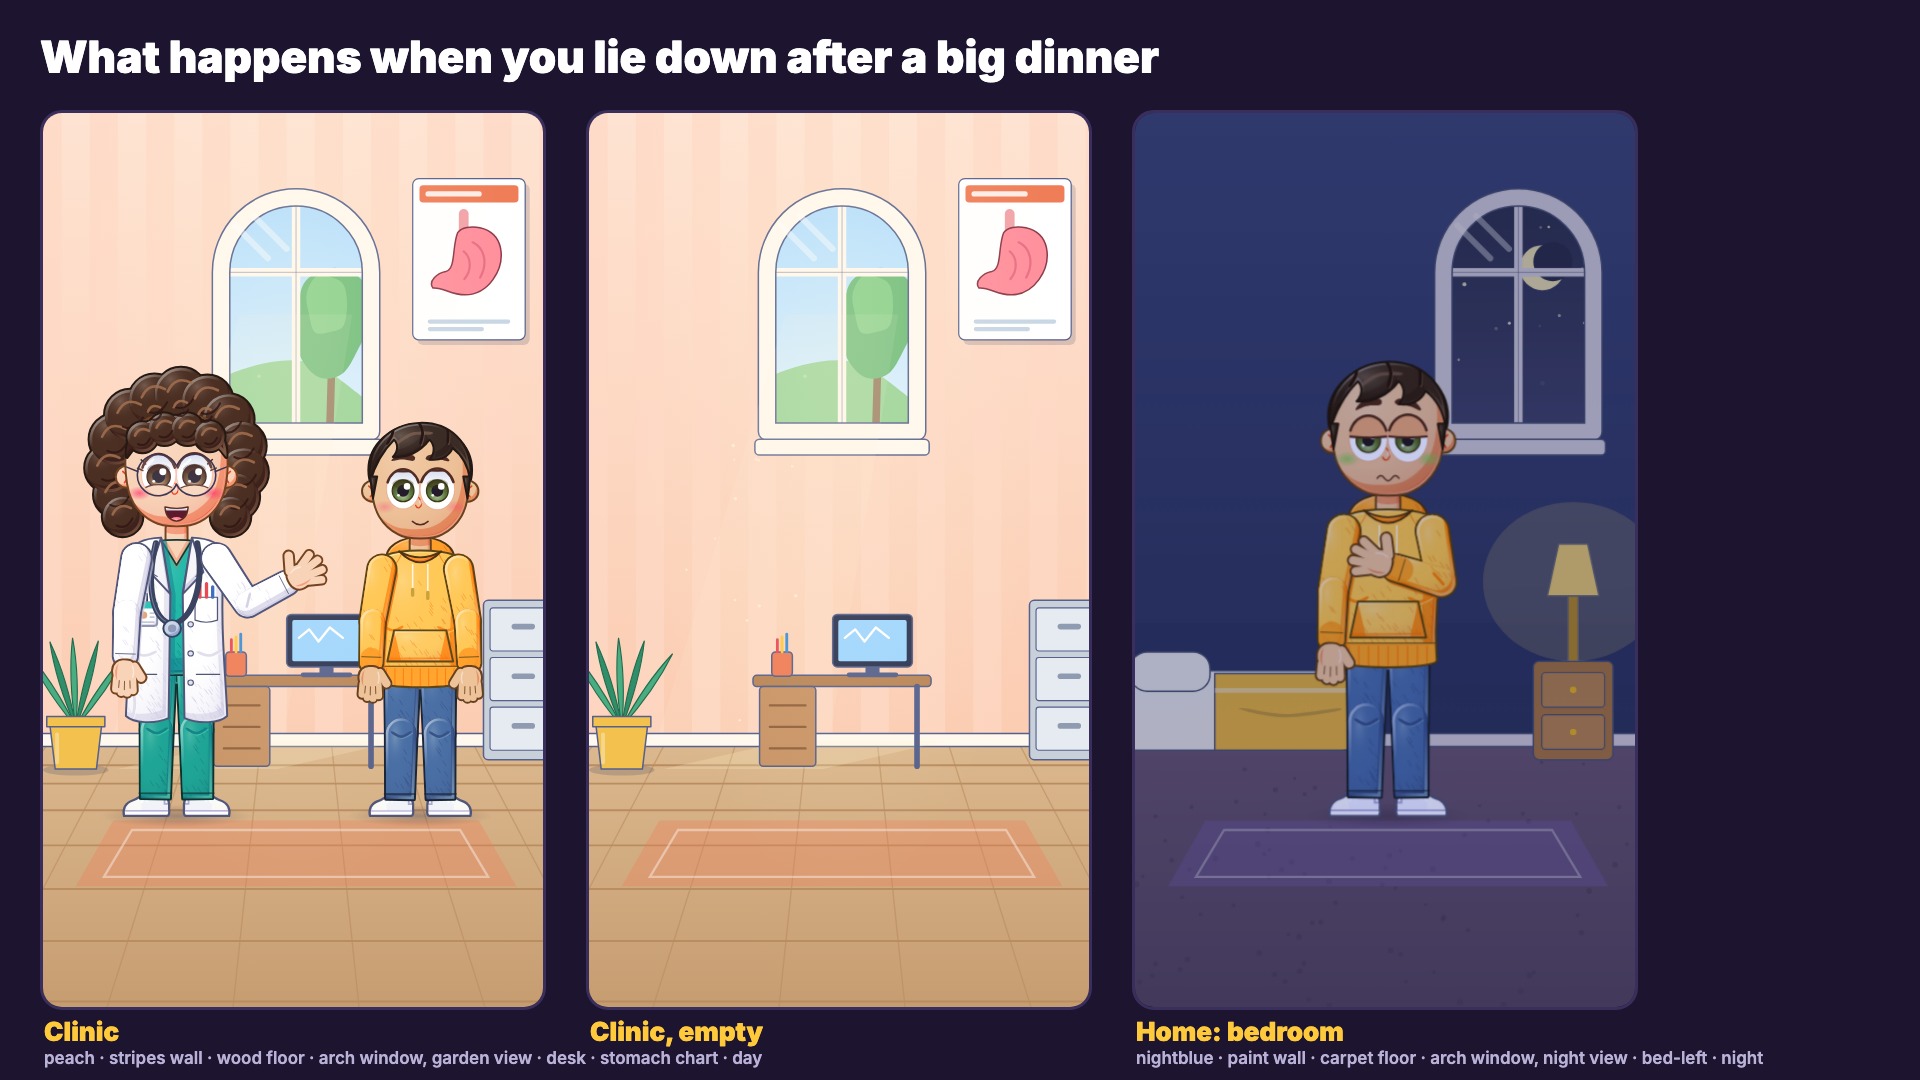 What happens when you lie down after a big dinner
Clinic
peach · stripes wall · wood floor · arch window, garden view · desk · stomach chart · day
Clinic, empty
Home: bedroom
nightblue · paint wall · carpet floor · arch window, night view · bed-left · night